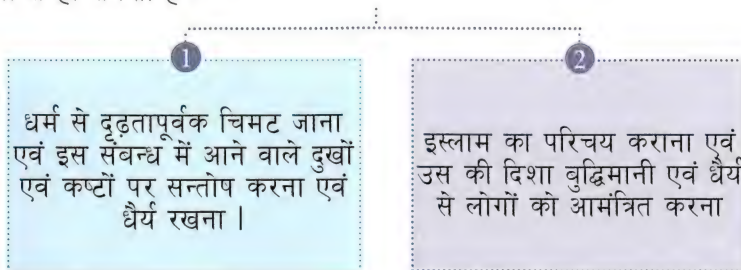 1
धर्म से दृढ़तापूर्वक चिमट जाना
एवं इस संबन्ध में आने वाले दुखों
एवं कष्टों पर सन्तोष करना एवं
धैर्य रखना |
2
इस्लाम का परिचय कराना एवं
उस की दिशा बुद्धिमानी एवं धैर्य
से लोगों को आमंत्रित करना